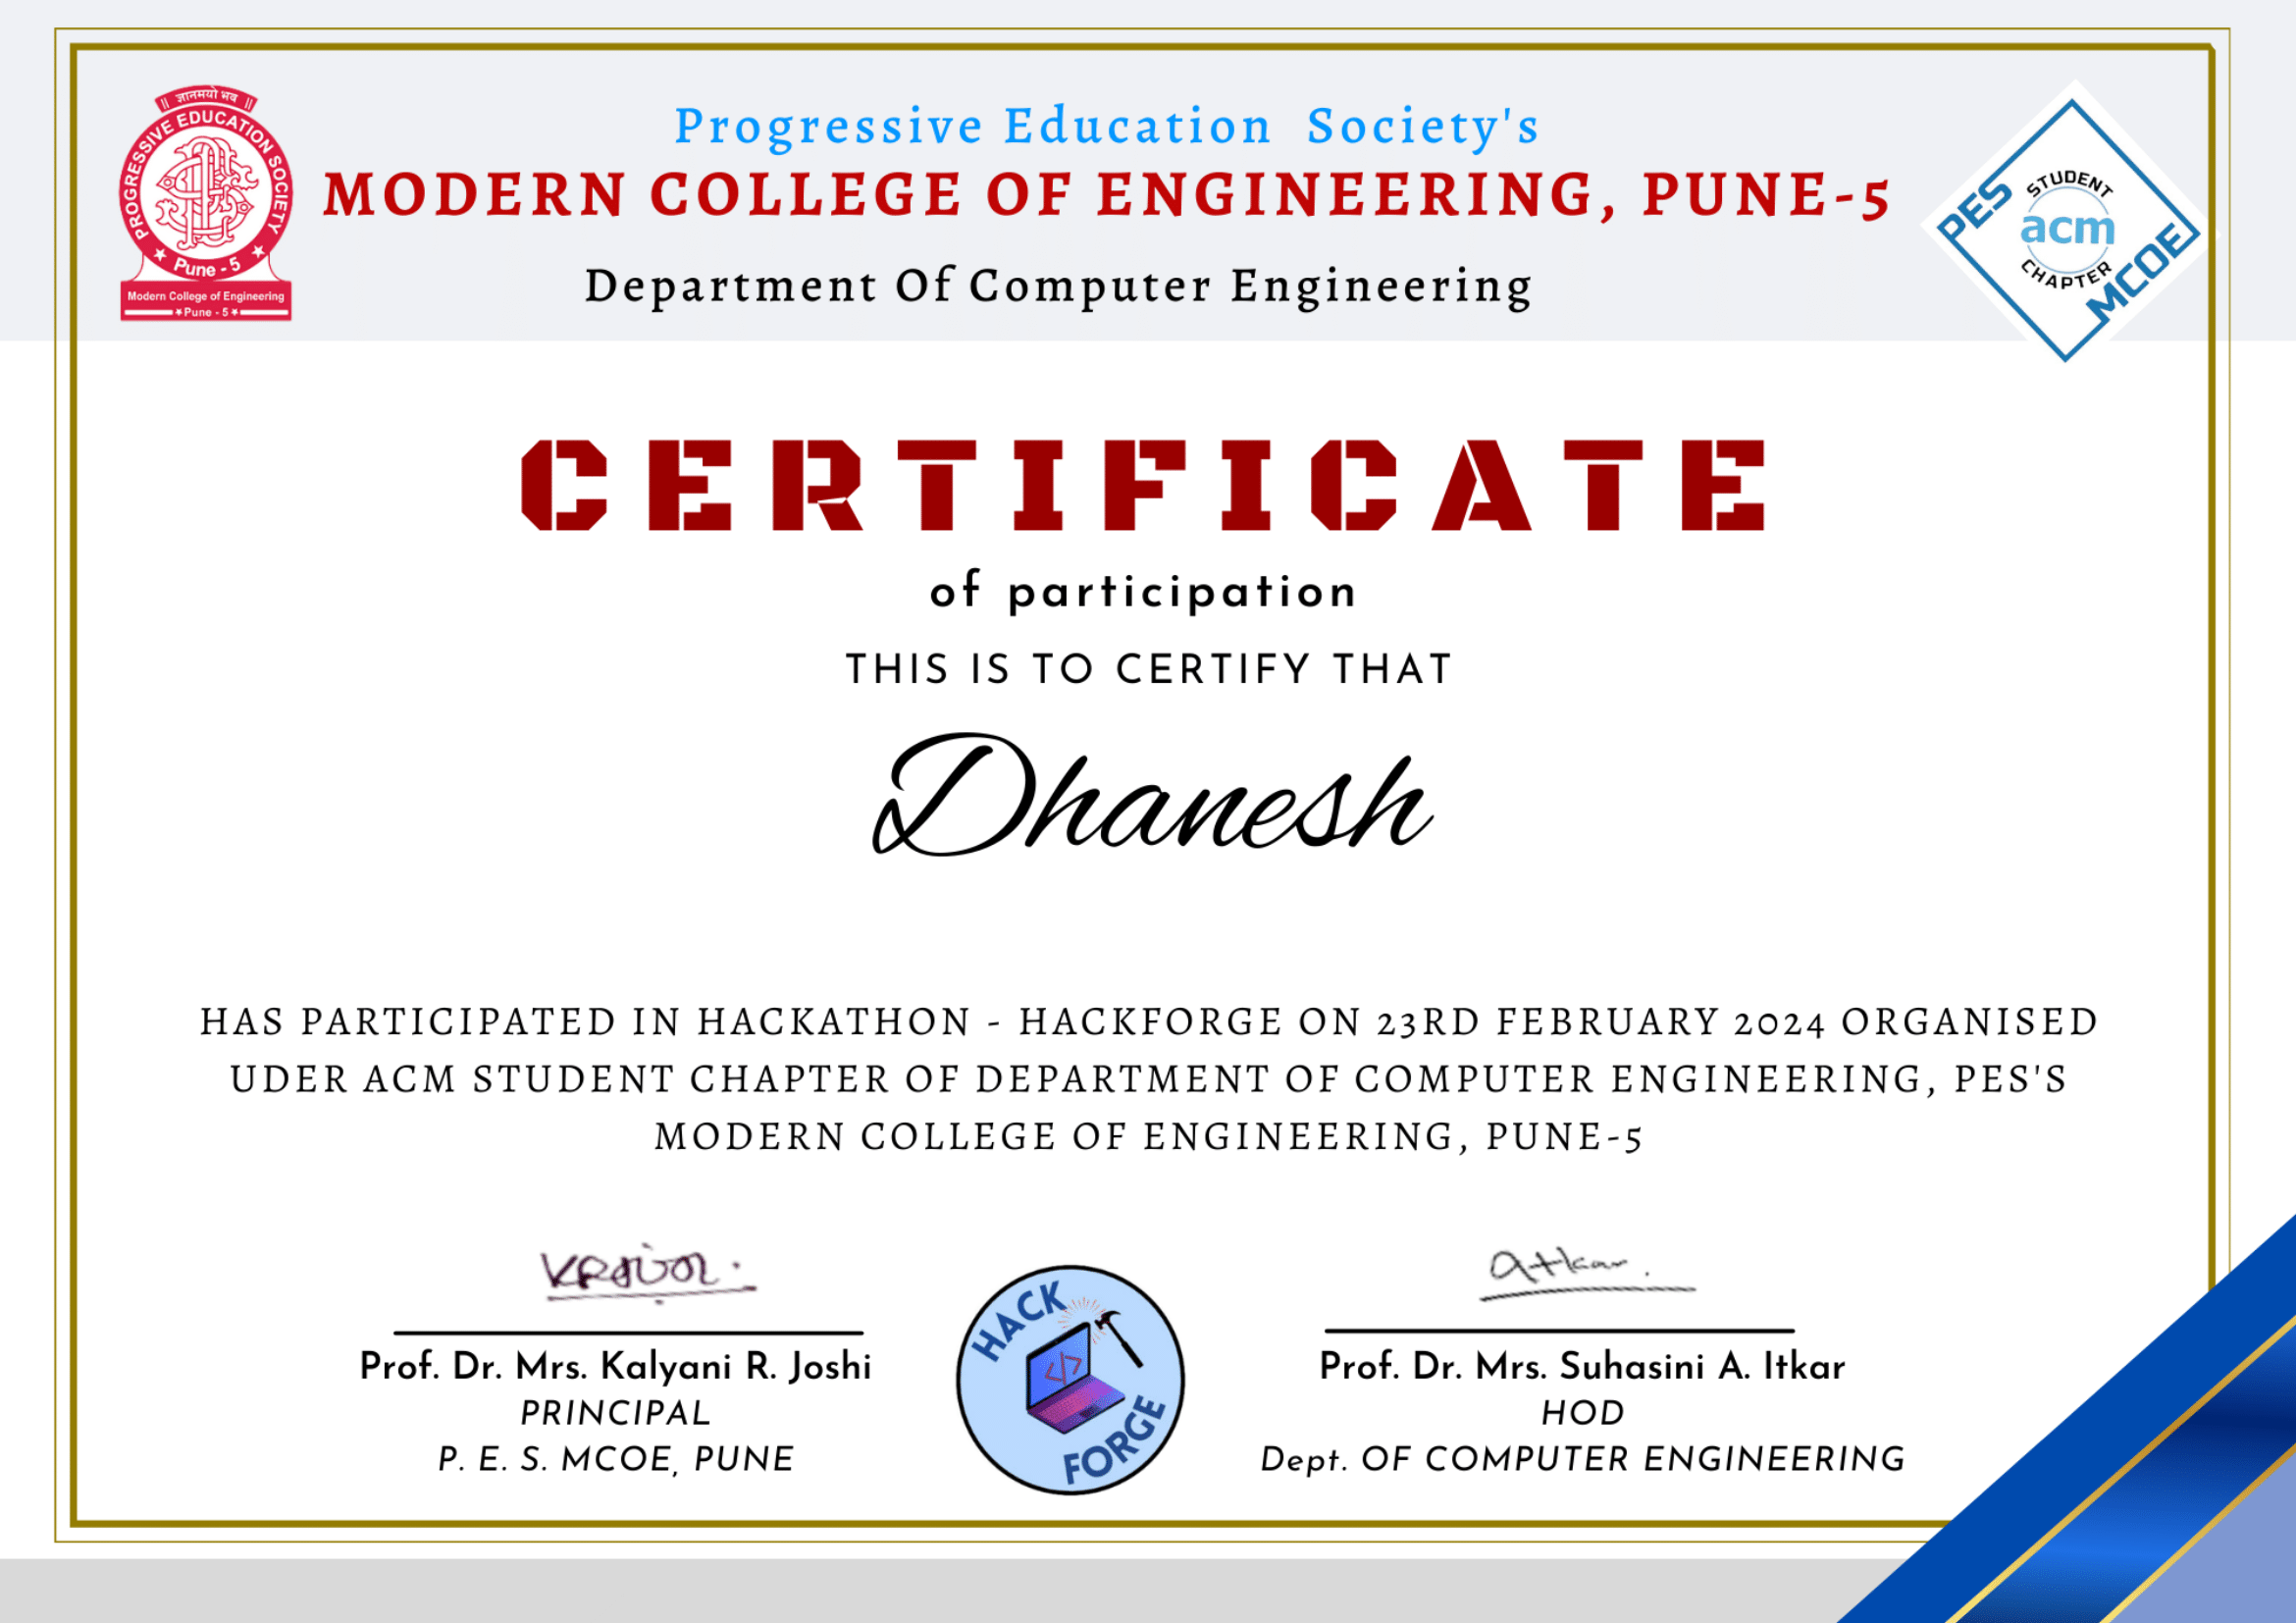 || ज्ञानमयो भव ||
PROGRESSIVE EDUCATION SOCIETY
★ Pune - 5 ★
Modern College of Engineering
★Pune - 5★
Progressive Education Society's
MODERN COLLEGE OF ENGINEERING, PUNE-5
Department Of Computer Engineering
PES
STUDENT
acm
CHAPTER
MCOE
CERTIFICATE
of participation
THIS IS TO CERTIFY THAT
Dhanesh
HAS PARTICIPATED IN HACKATHON - HACKFORGE ON 23RD FEBRUARY 2024 ORGANISED
UDER ACM STUDENT CHAPTER OF DEPARTMENT OF COMPUTER ENGINEERING, PES'S
MODERN COLLEGE OF ENGINEERING, PUNE-5
Prof. Dr. Mrs. Kalyani R. Joshi
PRINCIPAL
P. E. S. MCOE, PUNE
HACK
</>
FORGE
Prof. Dr. Mrs. Suhasini A. Itkar
HOD
Dept. OF COMPUTER ENGINEERING